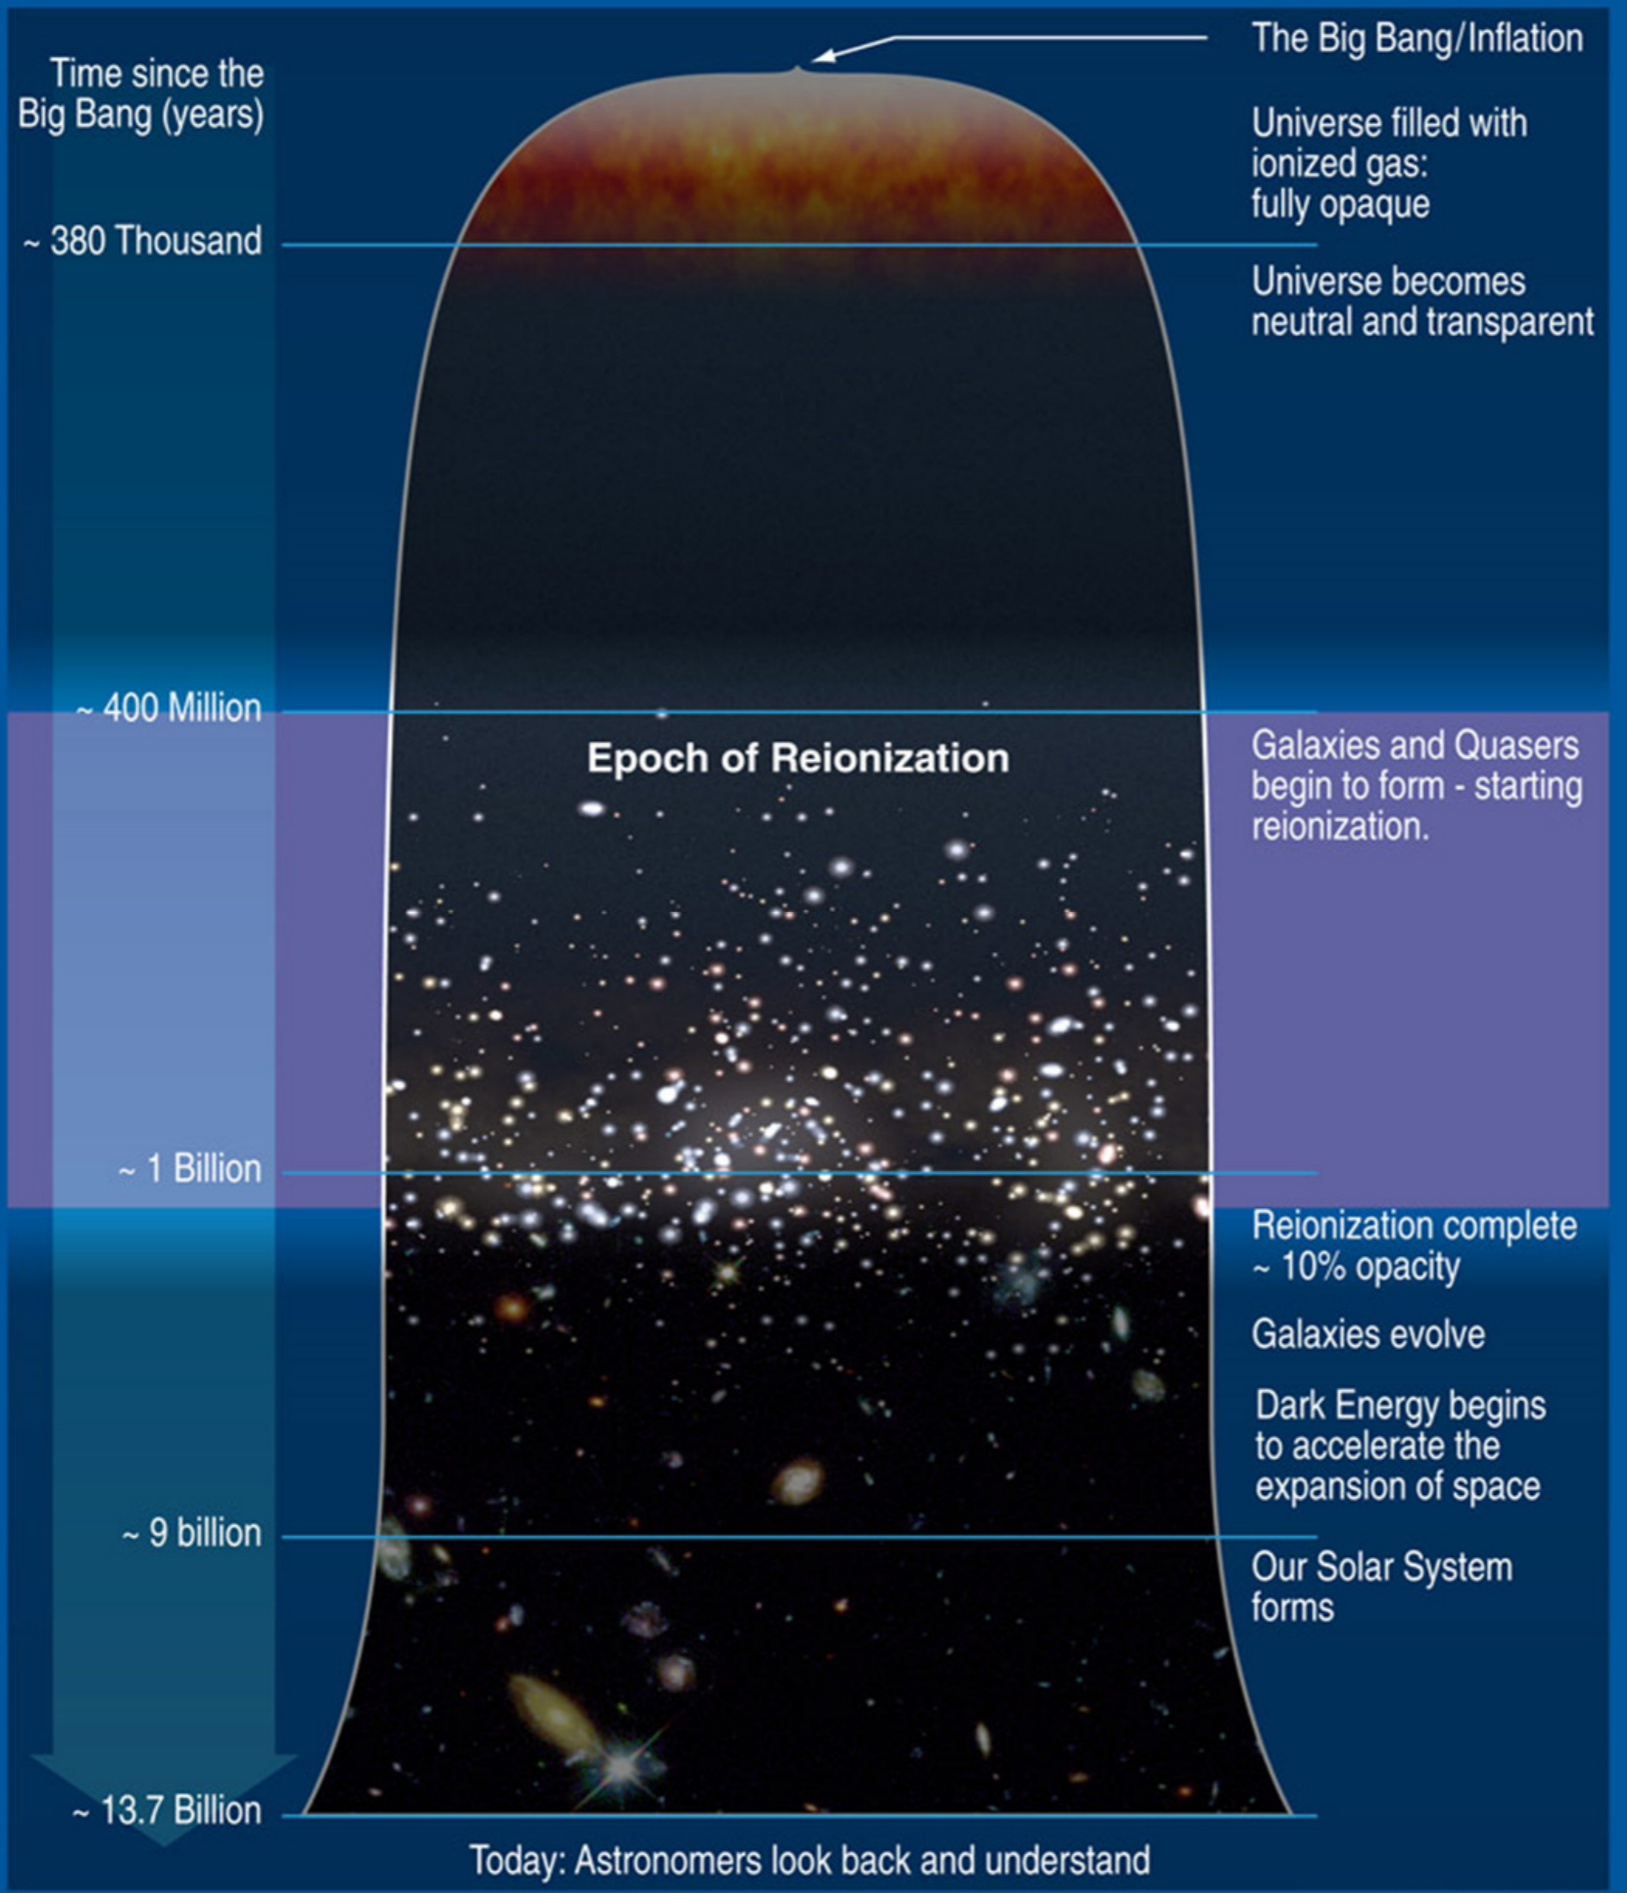 The Big Bang/Inflation
Time since the
Big Bang (years)
Universe filled with
ionized gas:
fully opaque
~ 380 Thousand
Universe becomes
neutral and transparent
~ 400 Million
Epoch of Reionization
Galaxies and Quasers
begin to form - starting
reionization.
~ 1 Billion
Reionization complete
~ 10% opacity
Galaxies evolve
Dark Energy begins
to accelerate the
expansion of space
~ 9 billion
Our Solar System
forms
~ 13.7 Billion
Today: Astronomers look back and understand